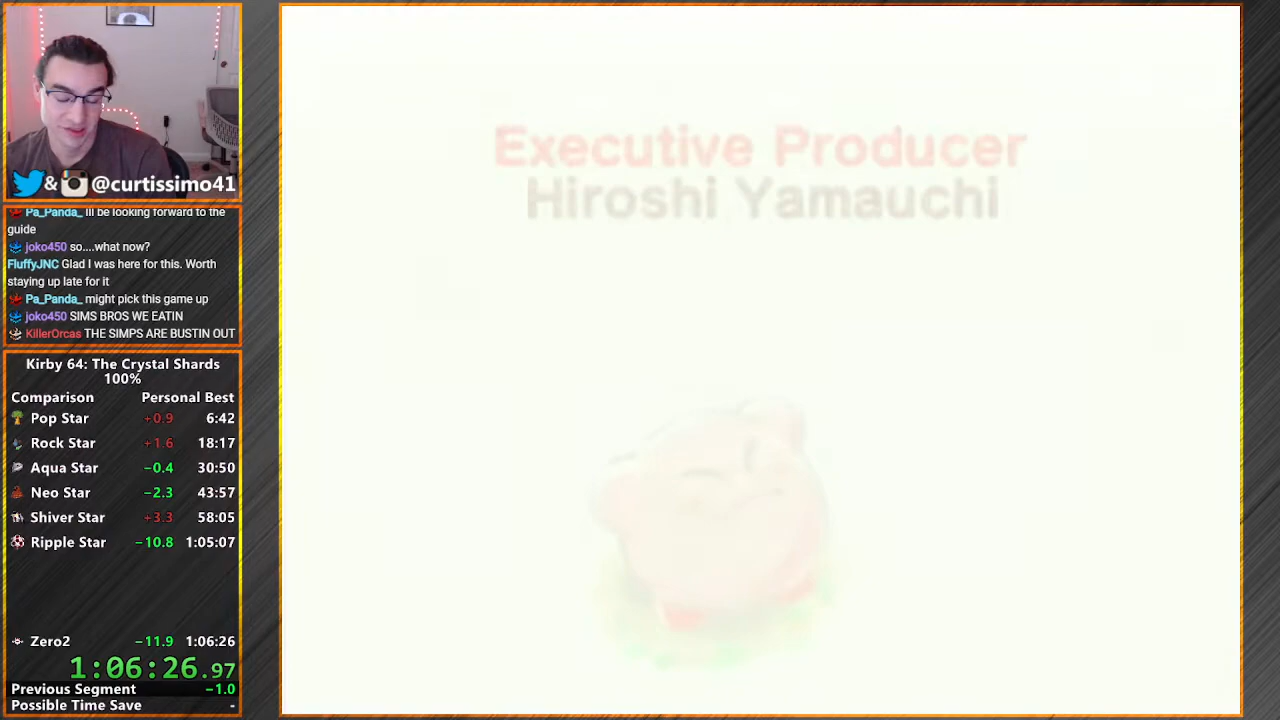 & @curtissimo41
Pa_Panda_ Ill be looking forward to the
guide
joko450 so....what now?
FluffyJNC Glad I was here for this. Worth
staying up late for it
Pa_Panda_ might pick this game up
joko450 SIMS BROS WE EATIN
KillerOrcas THE SIMPS ARE BUSTIN OUT
Kirby 64: The Crystal Shards
100%
Comparison Personal Best
Pop Star +0.9 6:42
Rock Star +1.6 18:17
Aqua Star −0.4 30:50
Neo Star −2.3 43:57
Shiver Star +3.3 58:05
Ripple Star −10.8 1:05:07
Zero2 −11.9 1:06:26
1:06:26.97
Previous Segment −1.0
Possible Time Save -
Executive Producer
Hiroshi Yamauchi